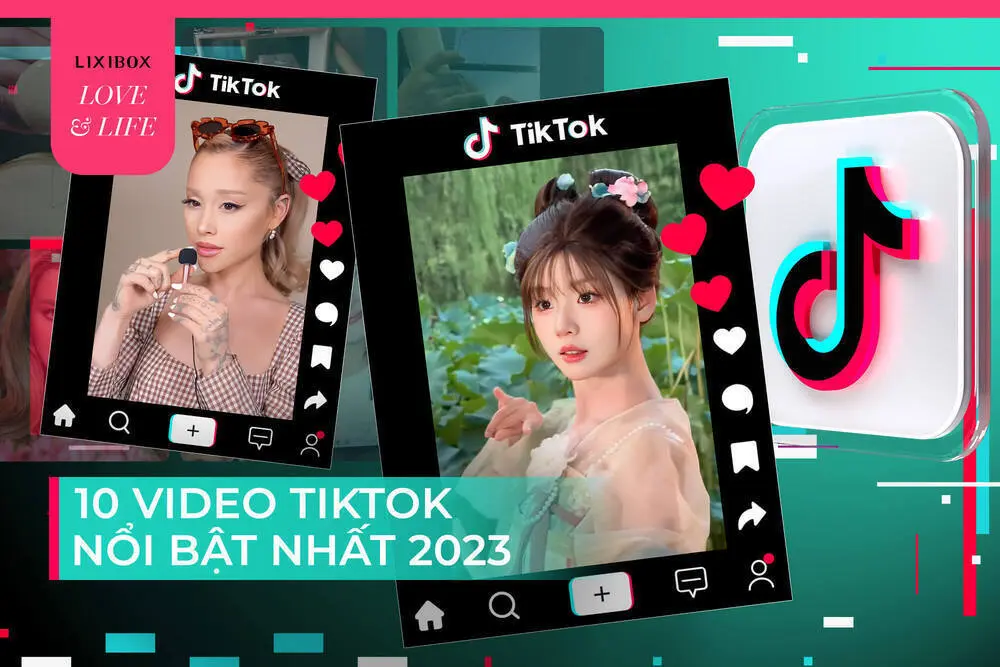 LIXIBOX
LOVE
& LIFE
TikTok
TikTok
10 VIDEO TIKTOK
NỔI BẬT NHẤT 2023